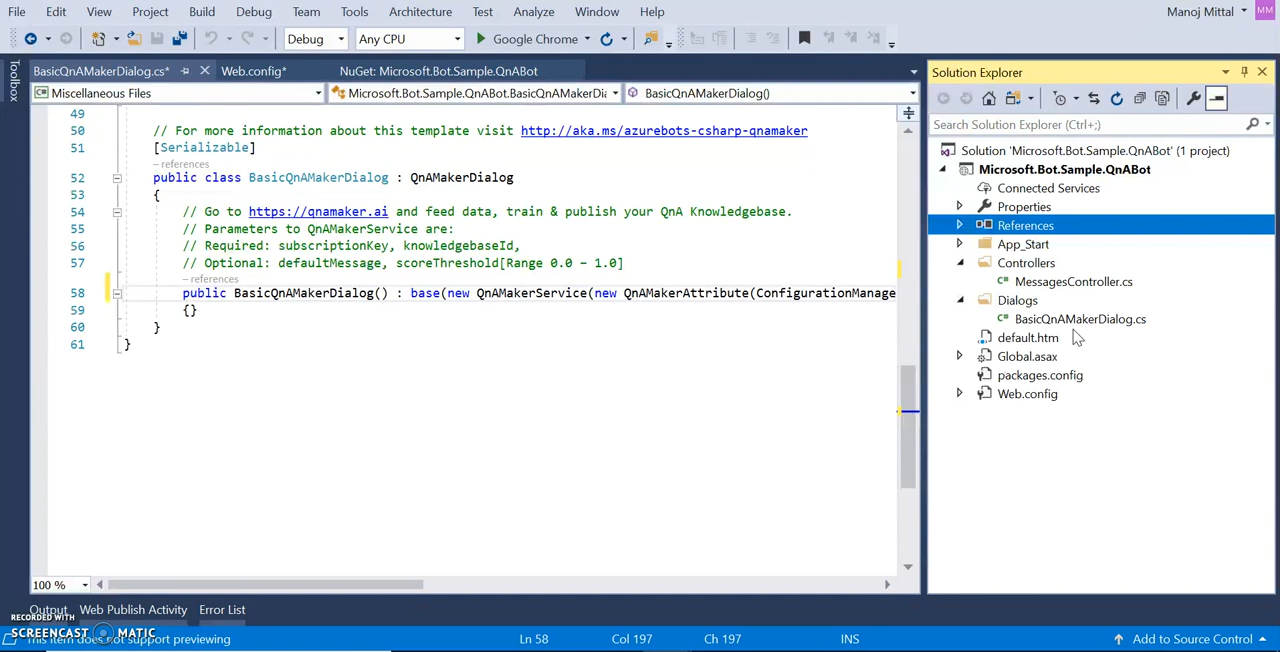 File Edit View Project Build Debug Team Tools Architecture Test Analyze Window Help Manoj Mittal MM
Debug Any CPU Google Chrome
Toolbox
BasicQnAMakerDialog.cs* Web.config* NuGet: Microsoft.Bot.Sample.QnABot
Miscellaneous Files Microsoft.Bot.Sample.QnABot.BasicQnAMakerDia BasicQnAMakerDialog()
49
50 // For more information about this template visit http://aka.ms/azurebots-csharp-qnamaker
51 [Serializable]
– references
52 public class BasicQnAMakerDialog : QnAMakerDialog
53 {
54 // Go to https://qnamaker.ai and feed data, train & publish your QnA Knowledgebase.
55 // Parameters to QnAMakerService are:
56 // Required: subscriptionKey, knowledgebaseId,
57 // Optional: defaultMessage, scoreThreshold[Range 0.0 – 1.0]
– references
58 public BasicQnAMakerDialog() : base(new QnAMakerService(new QnAMakerAttribute(ConfigurationManage
59 {}
60 }
61 }
100 %
Output Web Publish Activity Error List
RECORDED WITH
SCREENCAST MATIC
This item does not support previewing Ln 58 Col 197 Ch 197 INS Add to Source Control
Solution Explorer
Search Solution Explorer (Ctrl+;)
Solution 'Microsoft.Bot.Sample.QnABot' (1 project)
Microsoft.Bot.Sample.QnABot
Connected Services
Properties
References
App_Start
Controllers
C# MessagesController.cs
Dialogs
C# BasicQnAMakerDialog.cs
default.htm
Global.asax
packages.config
Web.config